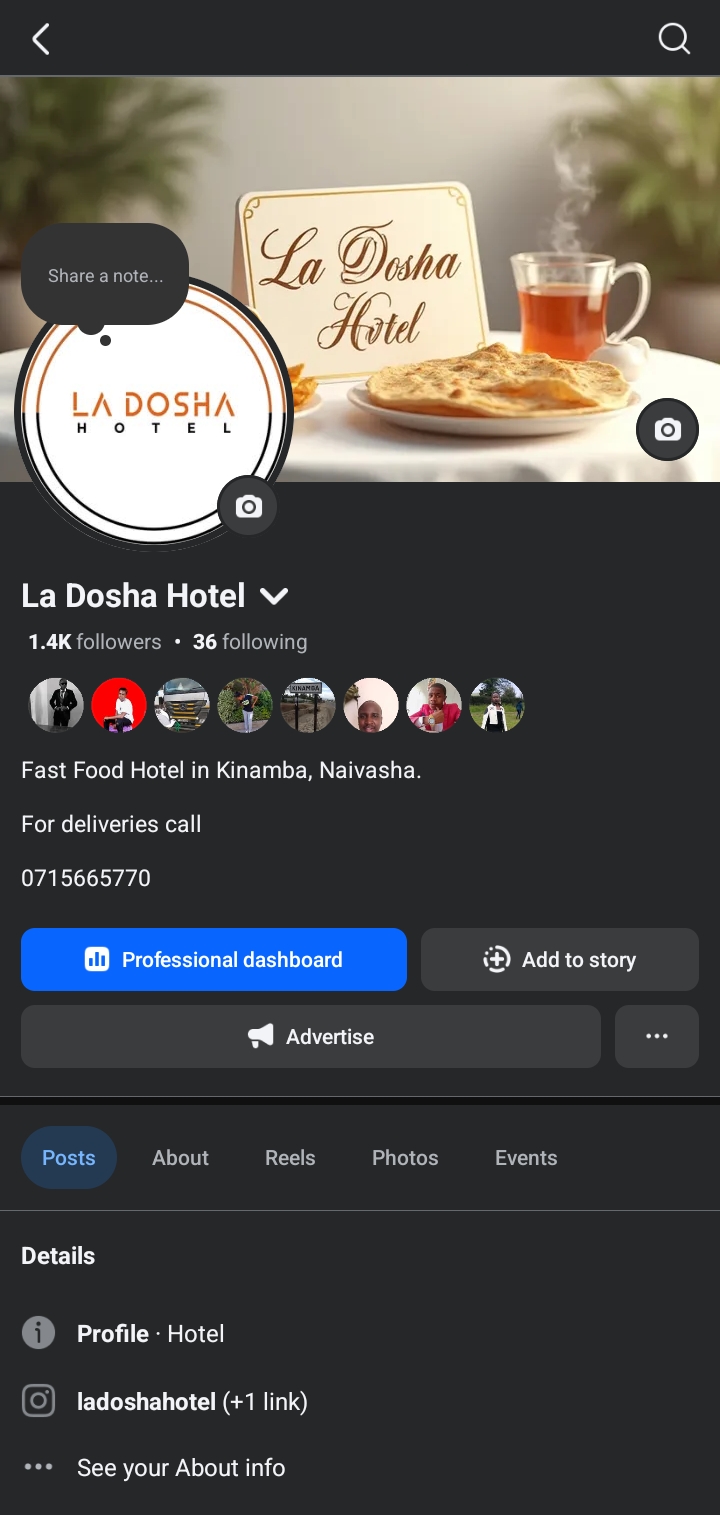 La Dosha
Hvtel
Share a note...
LA DOSHA
HOTEL
La Dosha Hotel
1.4K followers • 36 following
KINAMBA
Fast Food Hotel in Kinamba, Naivasha.
For deliveries call
0715665770
Professional dashboard
Add to story
Advertise
Posts
About
Reels
Photos
Events
Details
Profile · Hotel
ladoshahotel (+1 link)
See your About info